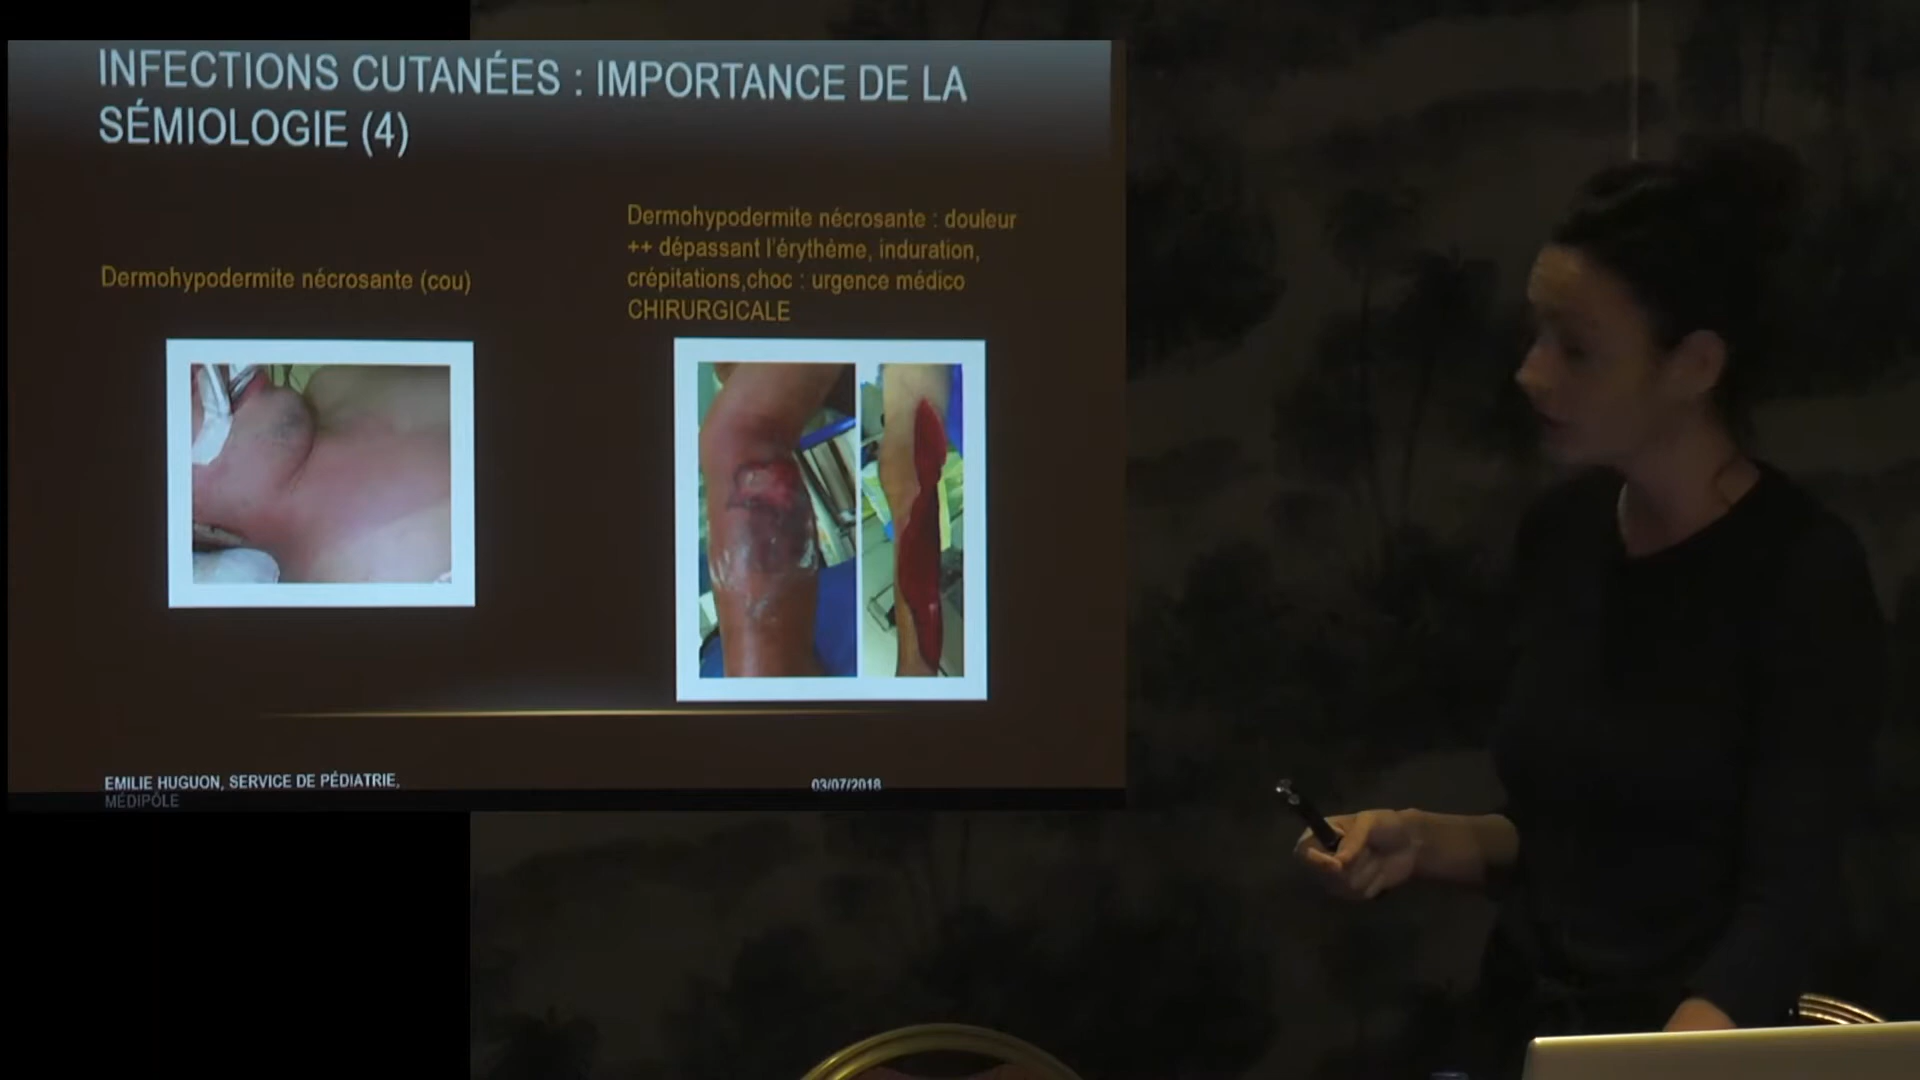 INFECTIONS CUTANÉES : IMPORTANCE DE LA
SÉMIOLOGIE (4)
Dermohypodermite nécrosante (cou)
Dermohypodermite nécrosante : douleur
++ dépassant l'érythème, induration,
crépitations,choc : urgence médico
CHIRURGICALE
EMILIE HUGUON, SERVICE DE PÉDIATRIE,
MÉDIPÔLE
03/07/2018